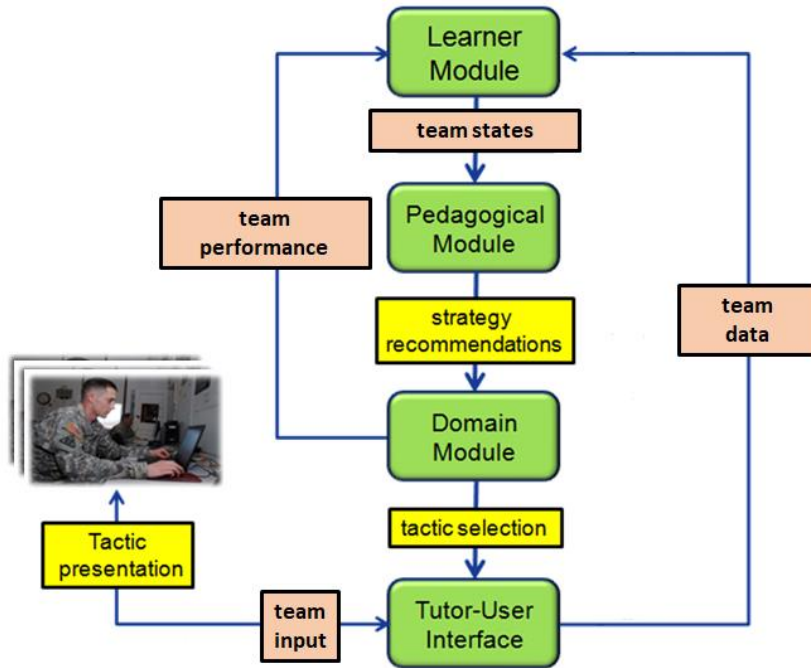 Learner
Module
team states
team
performance
Pedagogical
Module
strategy
recommendations
team
data
Domain
Module
tactic selection
Tactic
presentation
team
input
Tutor-User
Interface